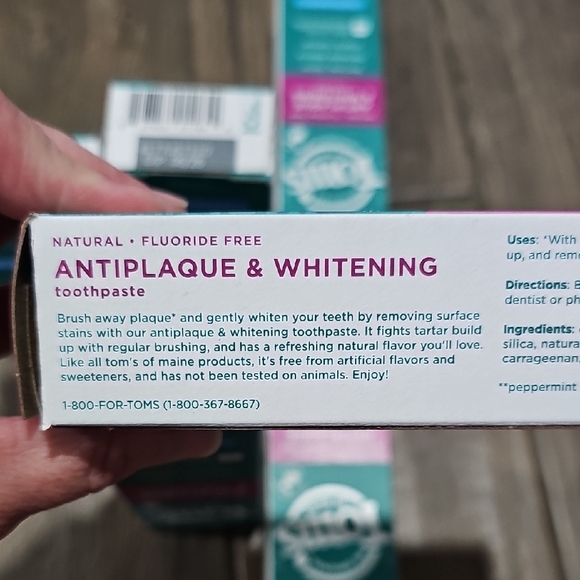 NATURAL • FLUORIDE FREE
ANTIPLAQUE & WHITENING
toothpaste
Brush away plaque* and gently whiten your teeth by removing surface
stains with our antiplaque & whitening toothpaste. It fights tartar build
up with regular brushing, and has a refreshing natural flavor you'll love.
Like all tom's of maine products, it's free from artificial flavors and
sweeteners, and has not been tested on animals. Enjoy!
1-800-FOR-TOMS (1-800-367-8667)
Uses: *With
up, and
Directions:
dentist or
Ingredients:
silica,
carrageenan
**peppermint